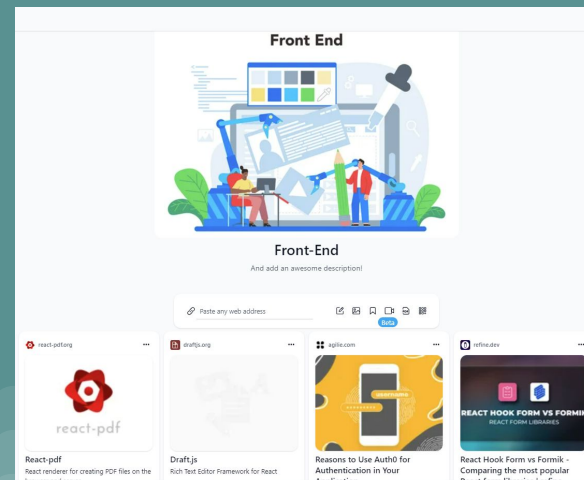 Front End
Front-End
And add an awesome description!
Paste any web address
Beta
react-pdf.org
draftjs.org
agilie.com
refine.dev
react-pdf
username
REACT HOOK FORM VS FORMIK
REACT FORM LIBRARIES
React-pdf
React renderer for creating PDF files on the
Draft.js
Rich Text Editor Framework for React
Reasons to Use Auth0 for
Authentication in Your
React Hook Form vs Formik -
Comparing the most popular